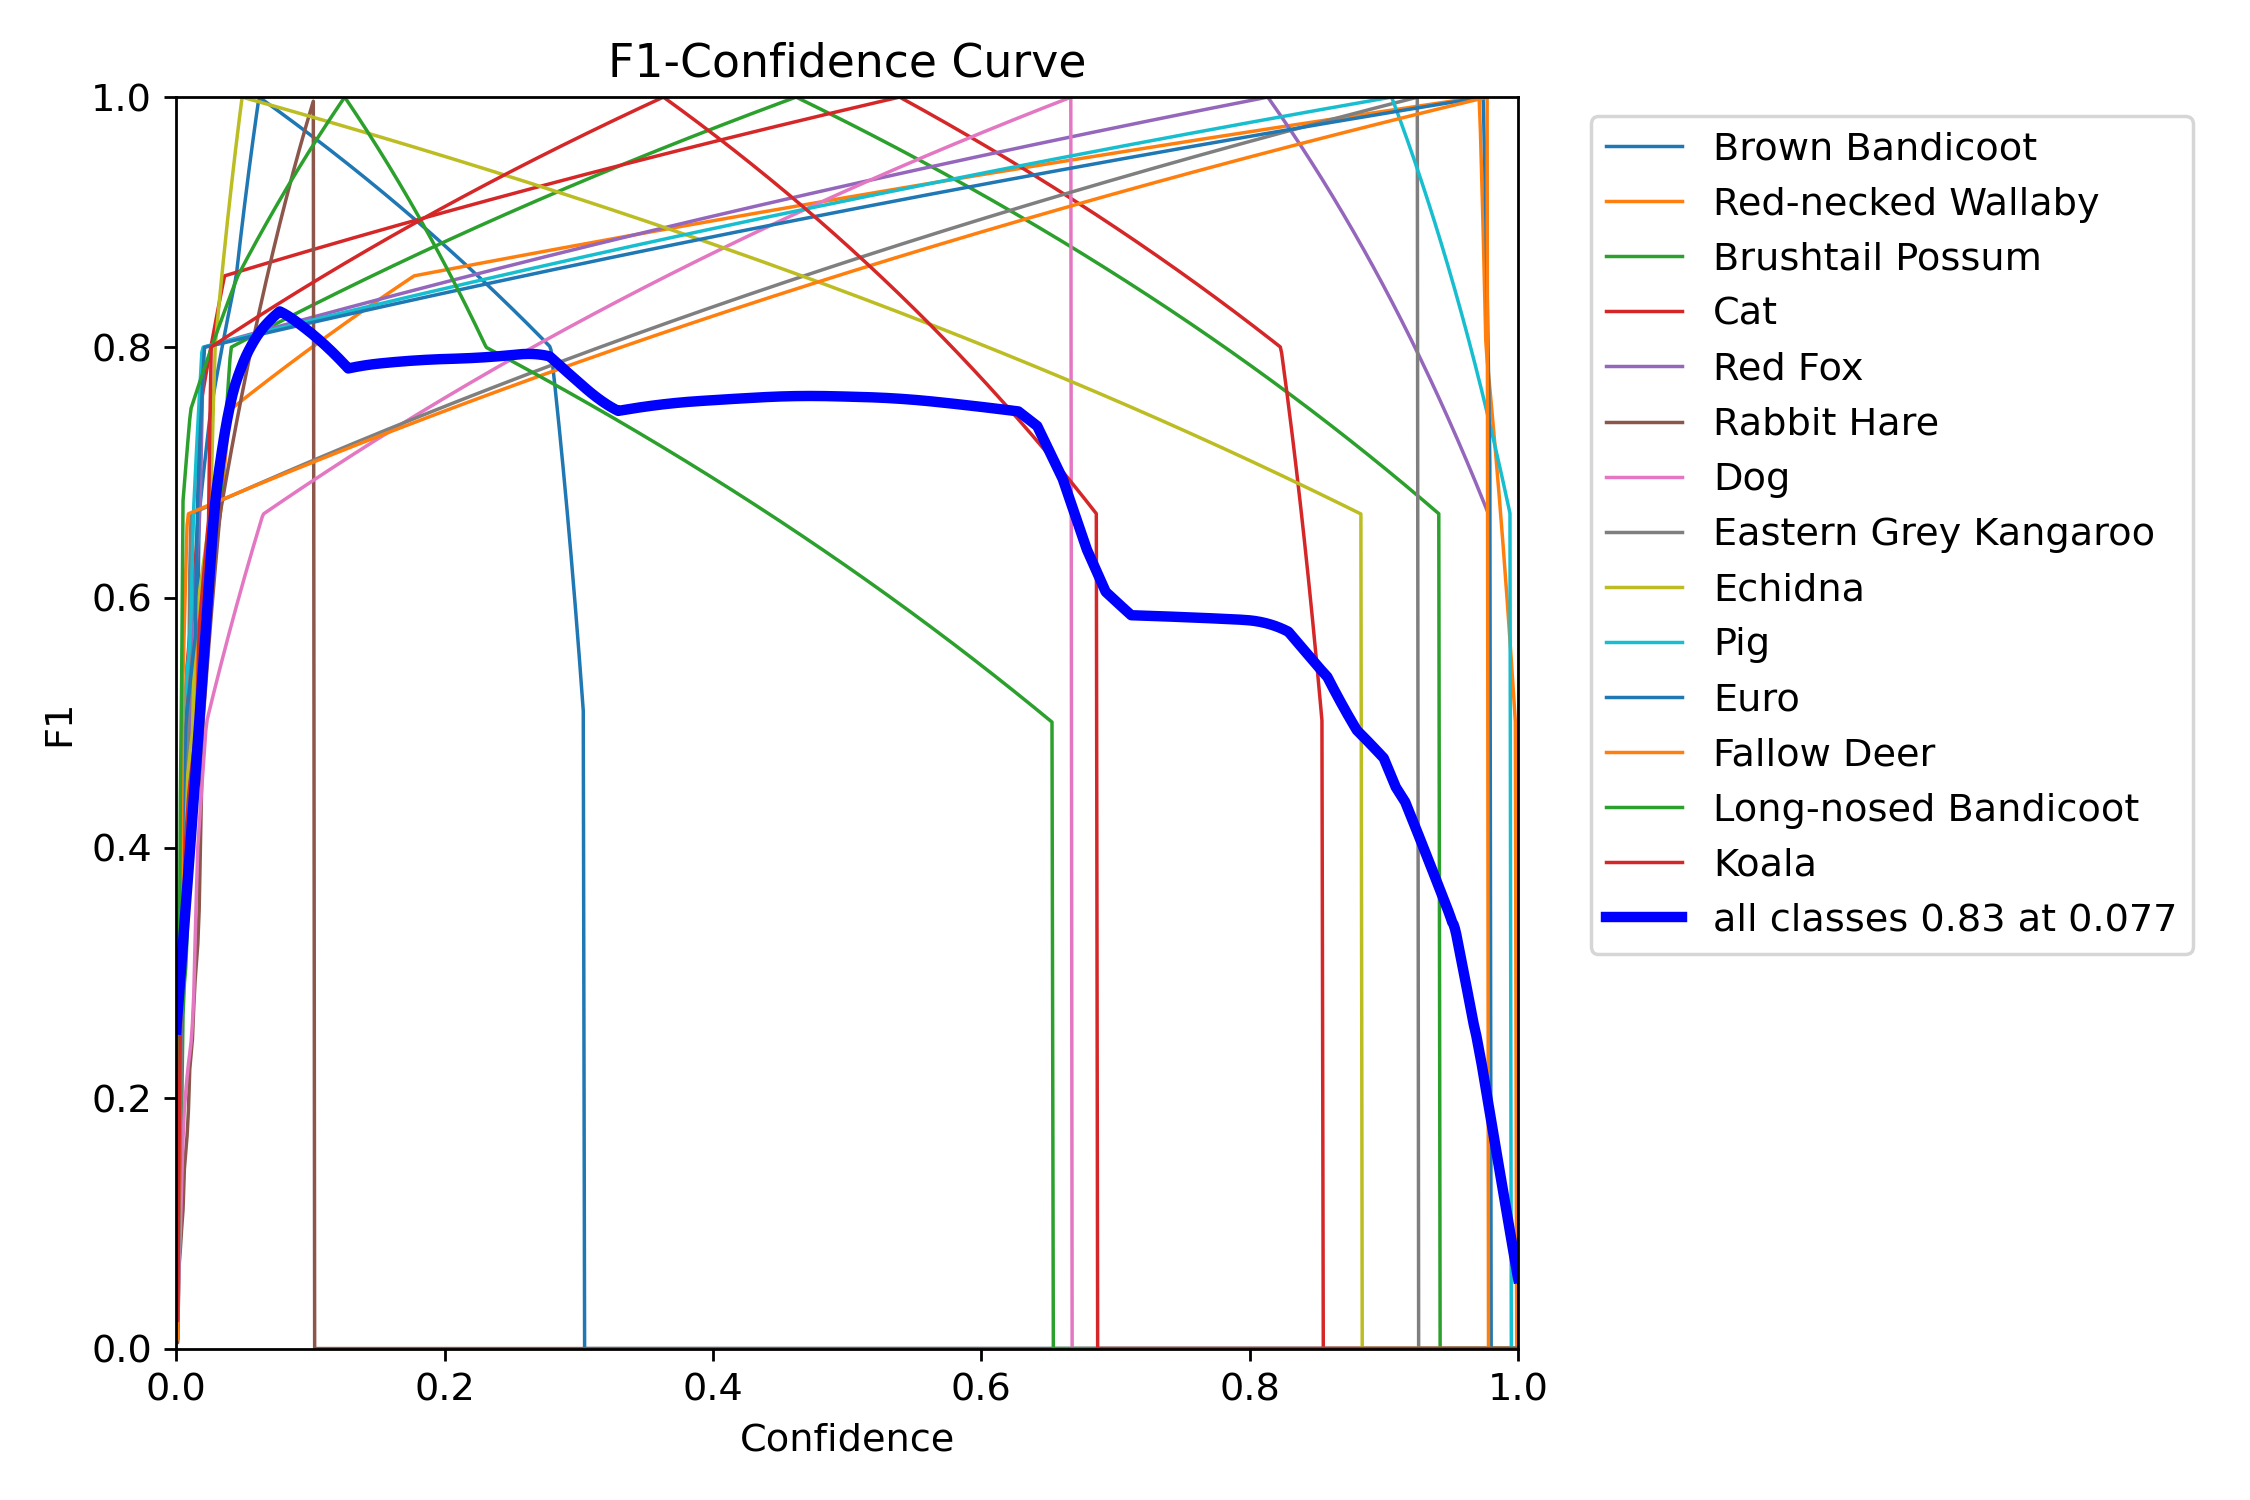 F1-Confidence Curve
1.0
0.8
0.6
0.4
0.2
0.0
F1
0.0 0.2 0.4 0.6 0.8 1.0
Confidence
Brown Bandicoot
Red-necked Wallaby
Brushtail Possum
Cat
Red Fox
Rabbit Hare
Dog
Eastern Grey Kangaroo
Echidna
Pig
Euro
Fallow Deer
Long-nosed Bandicoot
Koala
all classes 0.83 at 0.077